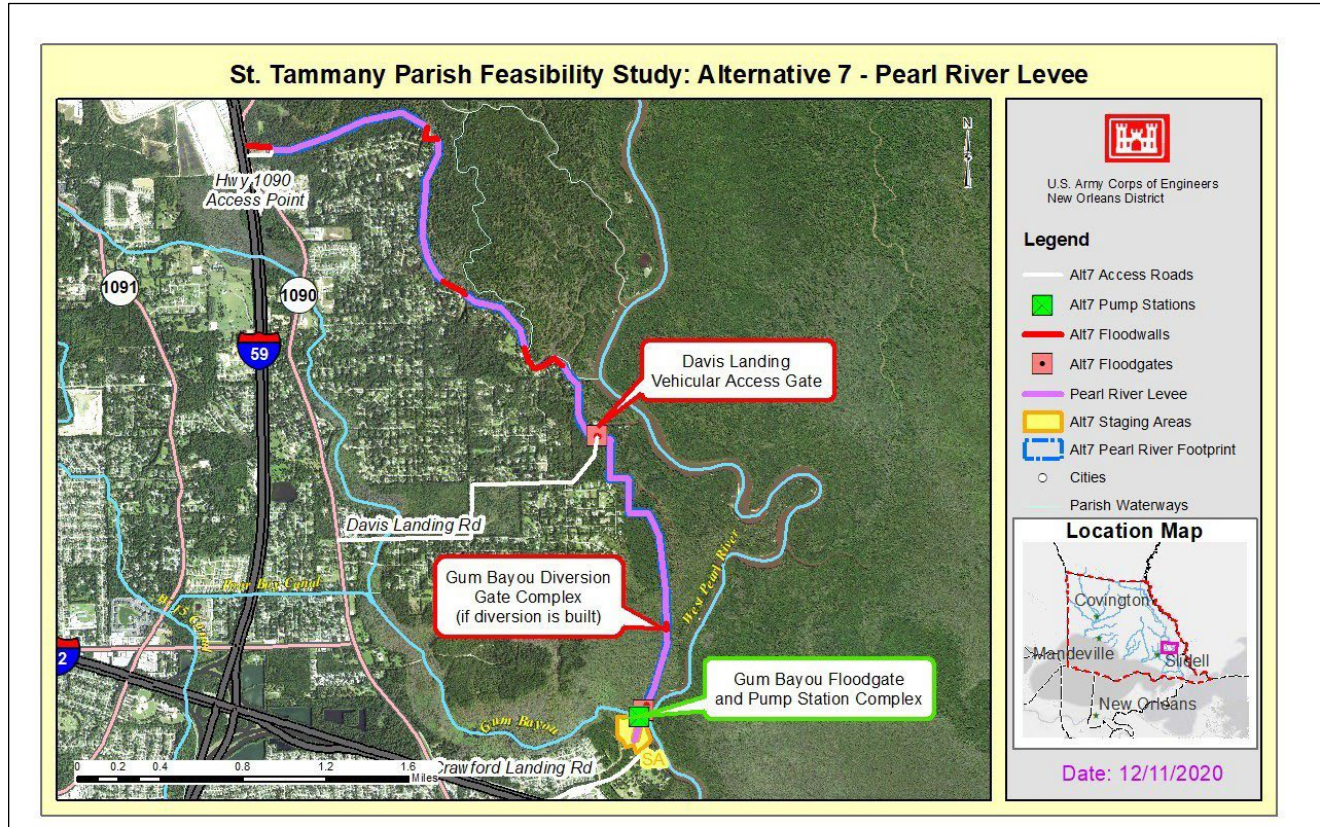 St. Tammany Parish Feasibility Study: Alternative 7 - Pearl River Levee
Hwy 1090
Access Point
1091
1090
59
N
Davis Landing
Vehicular Access Gate
Davis Landing Rd
Gum Bayou Diversion
Gate Complex
(if diversion is built)
West Pearl River
Gum Bayou Floodgate
and Pump Station Complex
Gum Bayou
SA
Crawford Landing Rd
0 0.2 0.4 0.8 1.2 1.6
Miles
U.S. Army Corps of Engineers
New Orleans District
Legend
Alt7 Access Roads
Alt7 Pump Stations
Alt7 Floodwalls
Alt7 Floodgates
Pearl River Levee
Alt7 Staging Areas
Alt7 Pearl River Footprint
Cities
Parish Waterways
Location Map
Covington
Mandeville
Slidell
New Orleans
Date: 12/11/2020